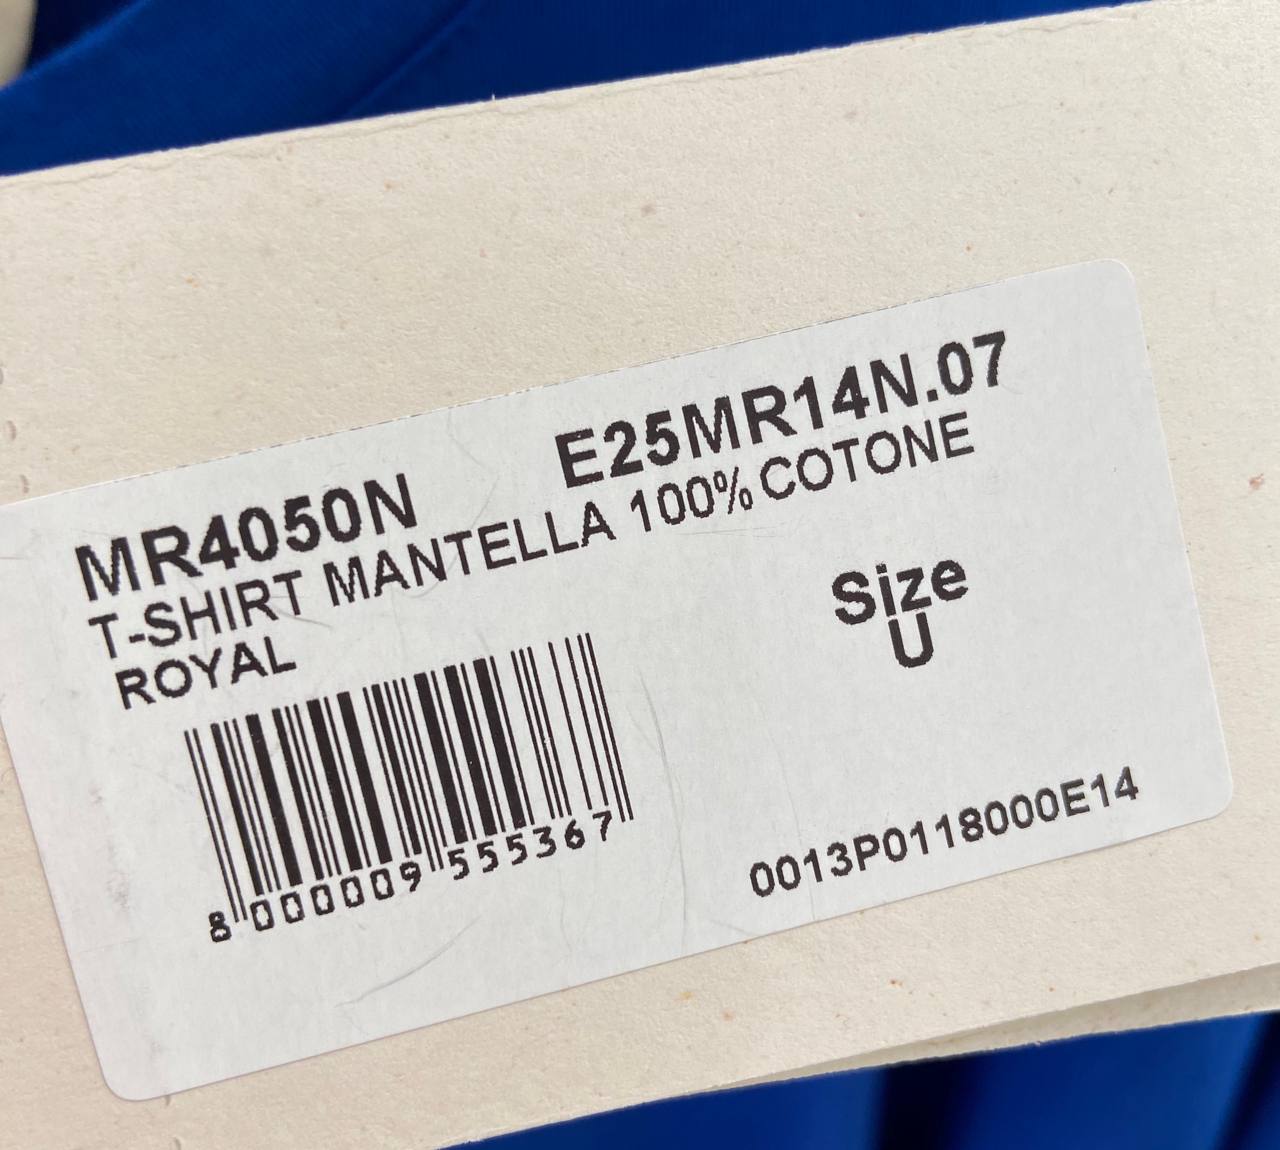 MR4050N E25MR14N.07
T-SHIRT MANTELLA 100% COTONE
ROYAL
Size
U
8 000009 555367
0013P0118000E14